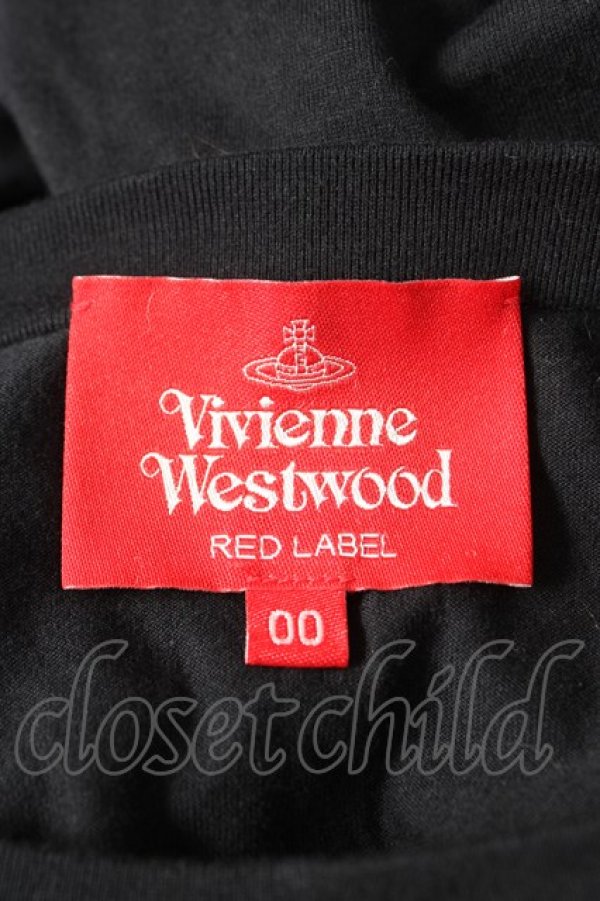 Vivienne
Westwood
RED LABEL
00
closetchild